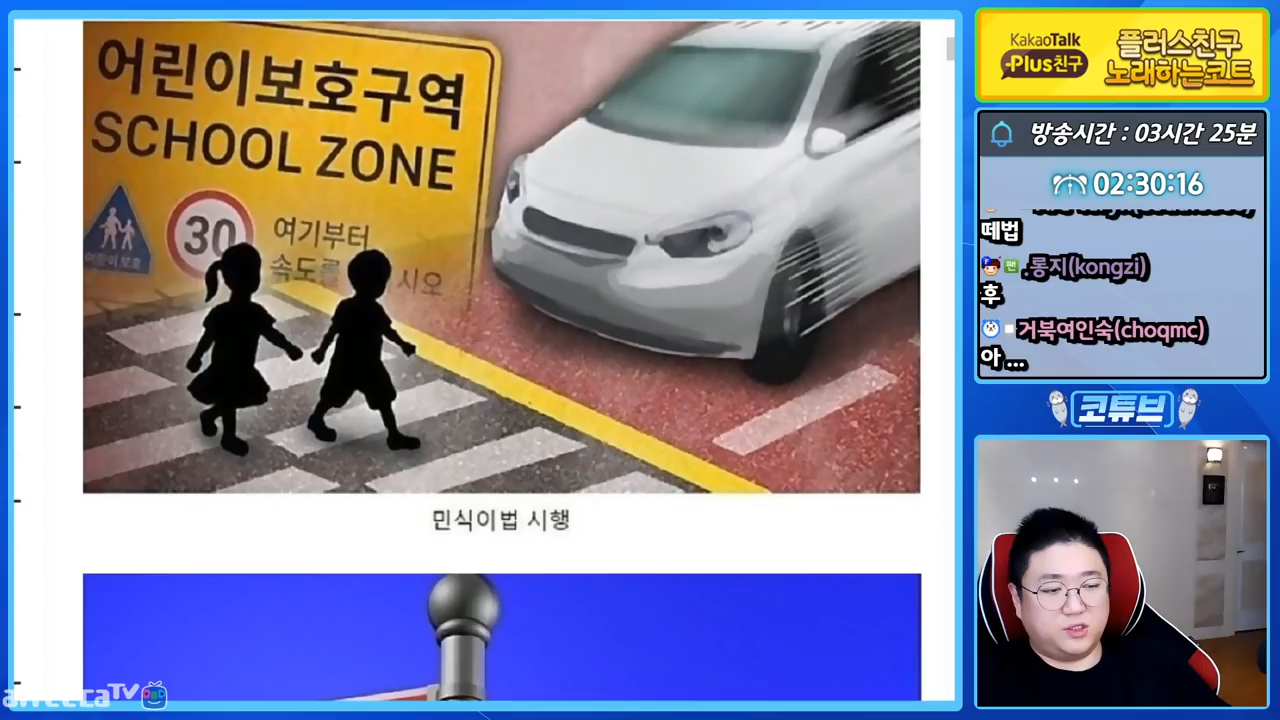 어린이보호구역
SCHOOL ZONE
30
여기부터
속도를 시오
어린이 보호
민식이법 시행
KakaoTalk
Plus친구
플러스친구
노래하는코트
방송시간 : 03시간 25분
02:30:16
떼법
.롱지(kongzi)
후
거북여인숙(choqmc)
아 ...
코튜브
afreecaTV